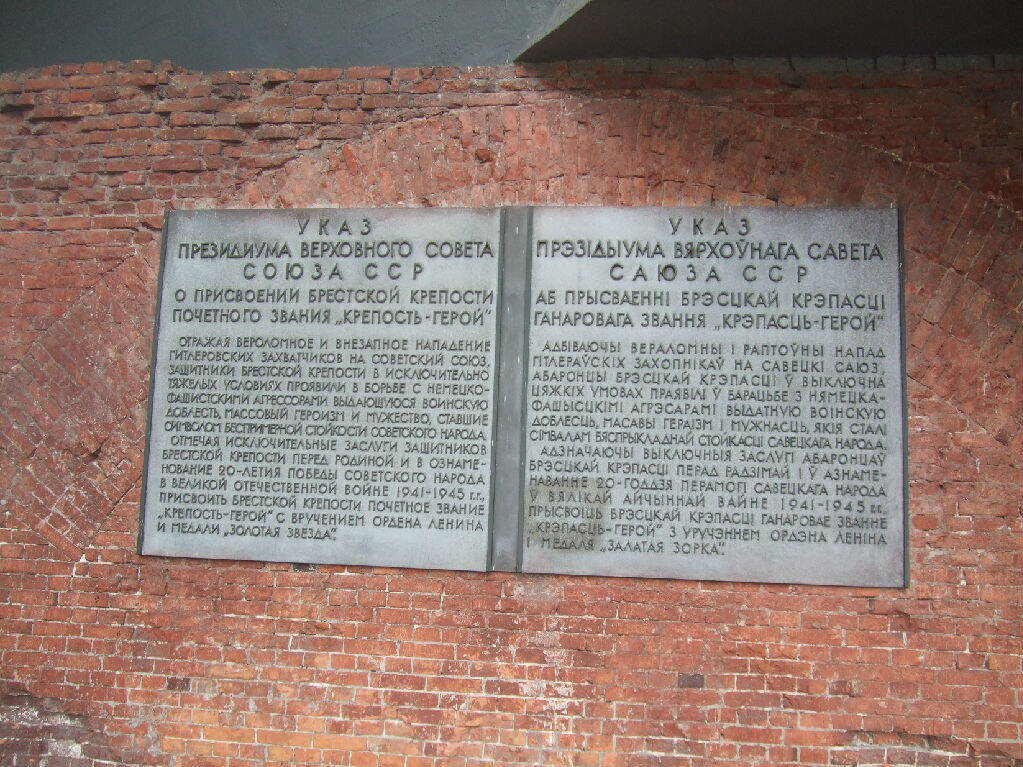 УКАЗ
ПРЕЗИДИУМА ВЕРХОВНОГО СОВЕТА
СОЮЗА ССР
О ПРИСВОЕНИИ БРЕСТСКОЙ КРЕПОСТИ
ПОЧЕТНОГО ЗВАНИЯ „КРЕПОСТЬ-ГЕРОЙ"
ОТРАЖАЯ ВЕРОЛОМНОЕ И ВНЕЗАПНОЕ НАПАДЕНИЕ
ГИТЛЕРОВСКИХ ЗАХВАТЧИКОВ НА СОВЕТСКИЙ СОЮЗ,
ЗАЩИТНИКИ БРЕСТСКОЙ КРЕПОСТИ В ИСКЛЮЧИТЕЛЬНО
ТЯЖЕЛЫХ УСЛОВИЯХ ПРОЯВИЛИ В БОРЬБЕ С НЕМЕЦКО-
ФАШИСТСКИМИ АГРЕССОРАМИ ВЫДАЮЩУЮСЯ ВОИНСКУЮ
ДОБЛЕСТЬ, МАССОВЫЙ ГЕРОИЗМ И МУЖЕСТВО, СТАВШИЕ
СИМВОЛОМ БЕСПРИМЕРНОЙ СТОЙКОСТИ СОВЕТСКОГО НАРОДА.
ОТМЕЧАЯ ИСКЛЮЧИТЕЛЬНЫЕ ЗАСЛУГИ ЗАЩИТНИКОВ
БРЕСТСКОЙ КРЕПОСТИ ПЕРЕД РОДИНОЙ И В ОЗНАМЕ-
НОВАНИЕ 20-ЛЕТИЯ ПОБЕДЫ СОВЕТСКОГО НАРОДА
В ВЕЛИКОЙ ОТЕЧЕСТВЕННОЙ ВОЙНЕ 1941-1945 г.г.,
ПРИСВОИТЬ БРЕСТСКОЙ КРЕПОСТИ ПОЧЕТНОЕ ЗВАНИЕ
„КРЕПОСТЬ-ГЕРОЙ" С ВРУЧЕНИЕМ ОРДЕНА ЛЕНИНА
И МЕДАЛИ „ЗОЛОТАЯ ЗВЕЗДА".
УКАЗ
ПРЭЗІДЫУМА ВЯРХОЎНАГА САВЕТА
САЮЗА ССР
АБ ПРЫСВАЕННІ БРЭСЦКАЙ КРЭПАСЦІ
ГАНАРОВАГА ЗВАННЯ „КРЭПАСЦЬ-ГЕРОЙ"
АДБІВАЮЧЫ ВЕРАЛОМНЫ І РАПТОЎНЫ НАПАД
ГІТЛЕРАЎСКІХ ЗАХОПНІКАЎ НА САВЕЦКІ САЮЗ,
АБАРОНЦЫ БРЭСЦКАЙ КРЭПАСЦІ Ў ВЫКЛЮЧНА
ЦЯЖКІХ УМОВАХ ПРАЯВІЛІ Ў БАРАЦЬБЕ З НЯМЕЦКА-
ФАШЫСЦКІМІ АГРЭСАРАМІ ВЫДАТНУЮ ВОІНСКУЮ
ДОБЛЕСЦЬ, МАСАВЫ ГЕРАІЗМ І МУЖНАСЦЬ, ЯКІЯ СТАЛІ
СІМВАЛАМ БЯСПРЫКЛАДНАЙ СТОЙКАСЦІ САВЕЦКАГА НАРОДА.
АДЗНАЧАЮЧЫ ВЫКЛЮЧНЫЯ ЗАСЛУГІ АБАРОНЦАЎ
БРЭСЦКАЙ КРЭПАСЦІ ПЕРАД РАДЗІМАЙ І Ў АЗНАМЕ-
НАВАННЕ 20-ГОДДЗЯ ПЕРАМОГІ САВЕЦКАГА НАРОДА
Ў ВЯЛІКАЙ АЙЧЫННАЙ ВАЙНЕ 1941-1945 гг.
ПРЫСВОІЦЬ БРЭСЦКАЙ КРЭПАСЦІ ГАНАРОВАЕ ЗВАННЕ
„КРЭПАСЦЬ-ГЕРОЙ" З УРУЧЭННЕМ ОРДЭНА ЛЕНІНА
І МЕДАЛЯ „ЗАЛАТАЯ ЗОРКА".